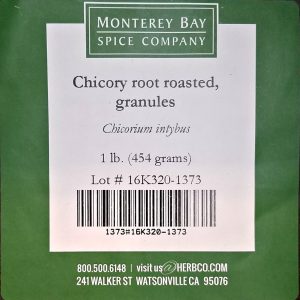 MONTEREY BAY
SPICE COMPANY
Chicory root roasted,
granules
Chicorium intybus
1 lb. (454 grams)
Lot # 16K320-1373
1373#16K320-1373
800.500.6148 | visit us@HERBCO.COM
241 WALKER ST WATSONVILLE CA 95076